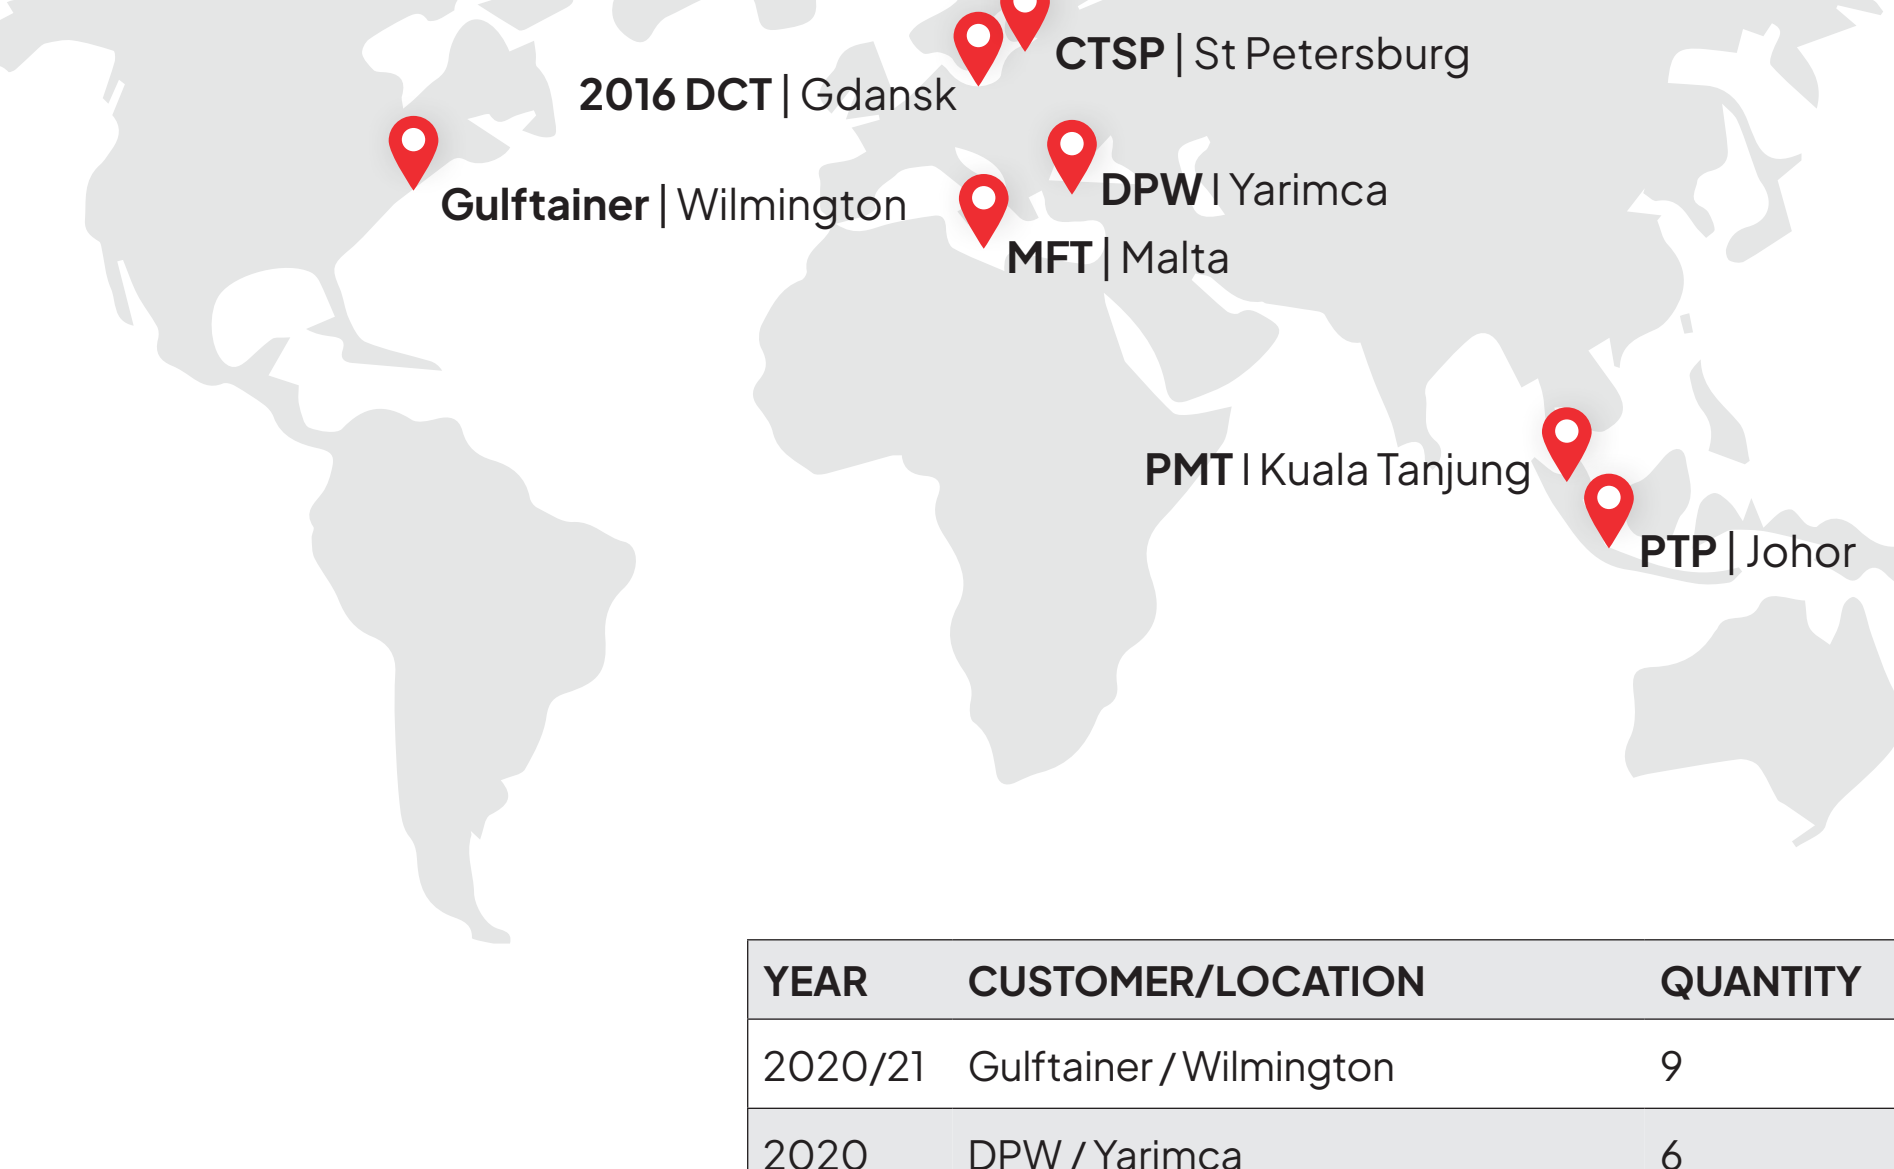 CTSP | St Petersburg
2016 DCT | Gdansk
DPW I Yarimca
Gulftainer | Wilmington
MFT | Malta
PMT I Kuala Tanjung
PTP | Johor
YEAR CUSTOMER/LOCATION QUANTITY
2020/21 Gulftainer / Wilmington 9
2020 DPW / Yarimca 6